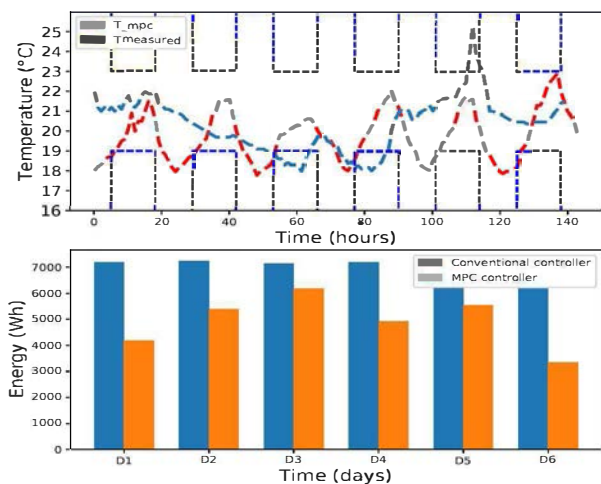 T_mpc
Tmeasured
Temperature (°C)
25
24
23
22
21
20
19
18
17
16
0 20 40 60 80 100 120 140
Time (hours)
Conventional controller
MPC controller
Energy (Wh)
7000
6000
5000
4000
3000
2000
1000
0
D1 D2 D3 D4 D5 D6
Time (days)